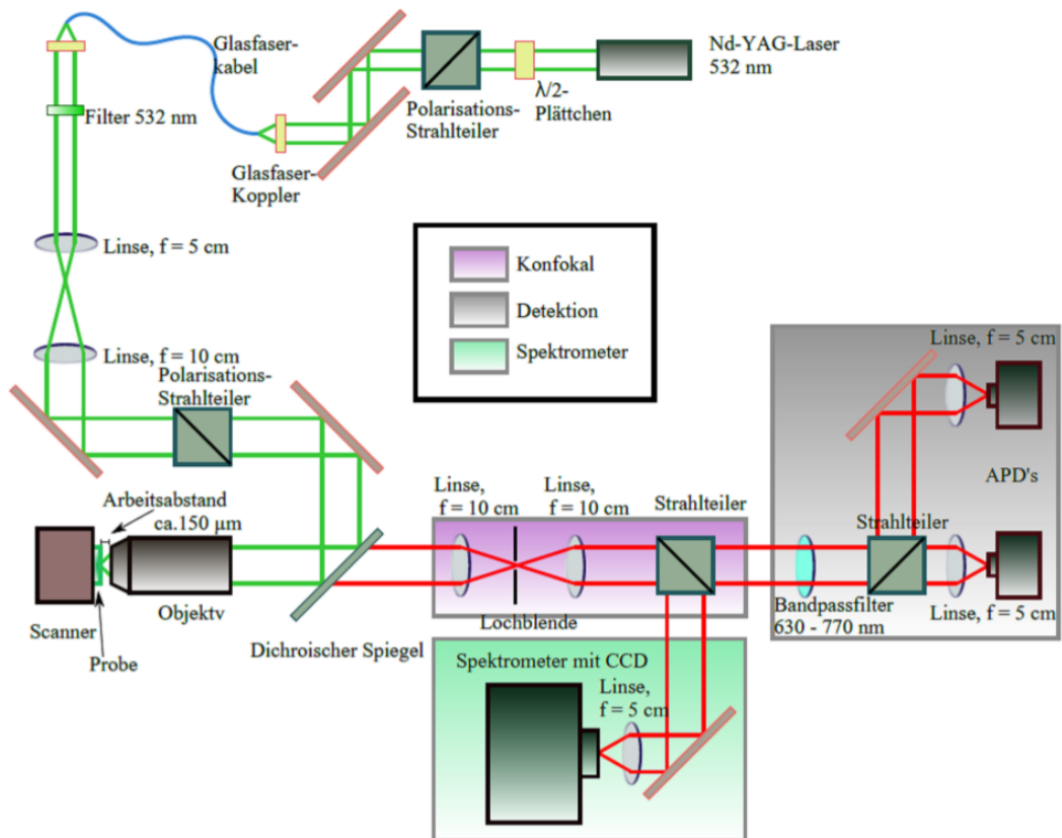 Glasfaser-
kabel
Nd-YAG-Laser
532 nm
λ/2-
Plättchen
Polarisations-
Strahlteiler
Filter 532 nm
Glasfaser-
Koppler
Linse, f = 5 cm
Konfokal
Detektion
Spektrometer
Linse, f = 10 cm
Polarisations-
Strahlteiler
Linse, f = 5 cm
APD's
Arbeitsabstand
ca.150 µm
Linse,
f = 10 cm
Linse,
f = 10 cm
Strahlteiler
Strahlteiler
Objektv
Scanner
Probe
Lochblende
Dichroischer Spiegel
Bandpassfilter
630 - 770 nm
Linse, f = 5 cm
Spektrometer mit CCD
Linse,
f = 5 cm